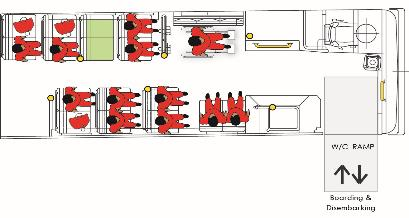 W/C RAMP
Boarding &
Disembarking